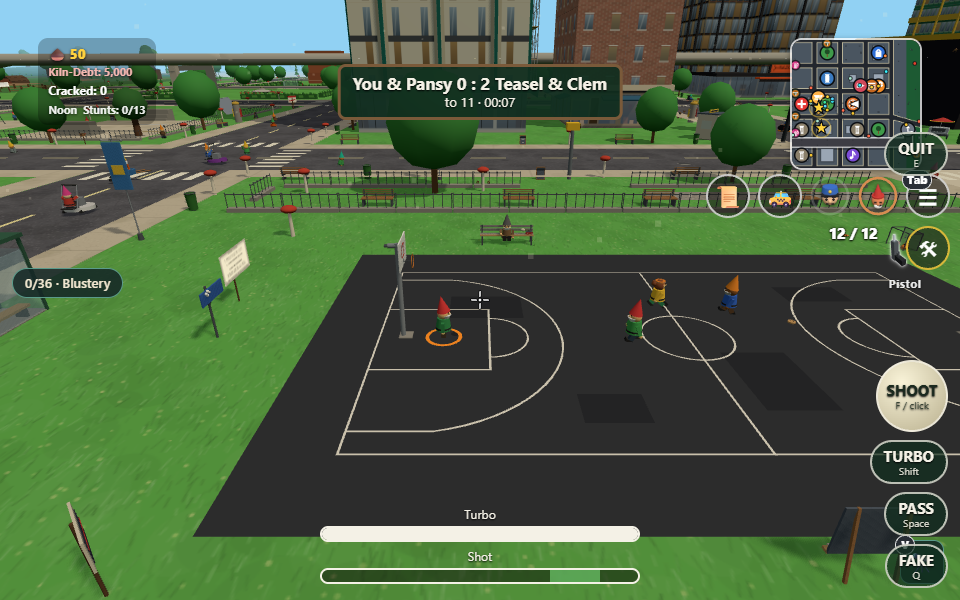 50
Kiln-Debt: 5,000
Cracked: 0
Noon Stunts: 0/13
You & Pansy 0 : 2 Teasel & Clem
to 11 · 00:07
QUIT
E
Tab
12 / 12
Pistol
0/36 · Blustery
SHOOT
F / click
TURBO
Shift
PASS
Space
V
FAKE
Q
Turbo
Shot